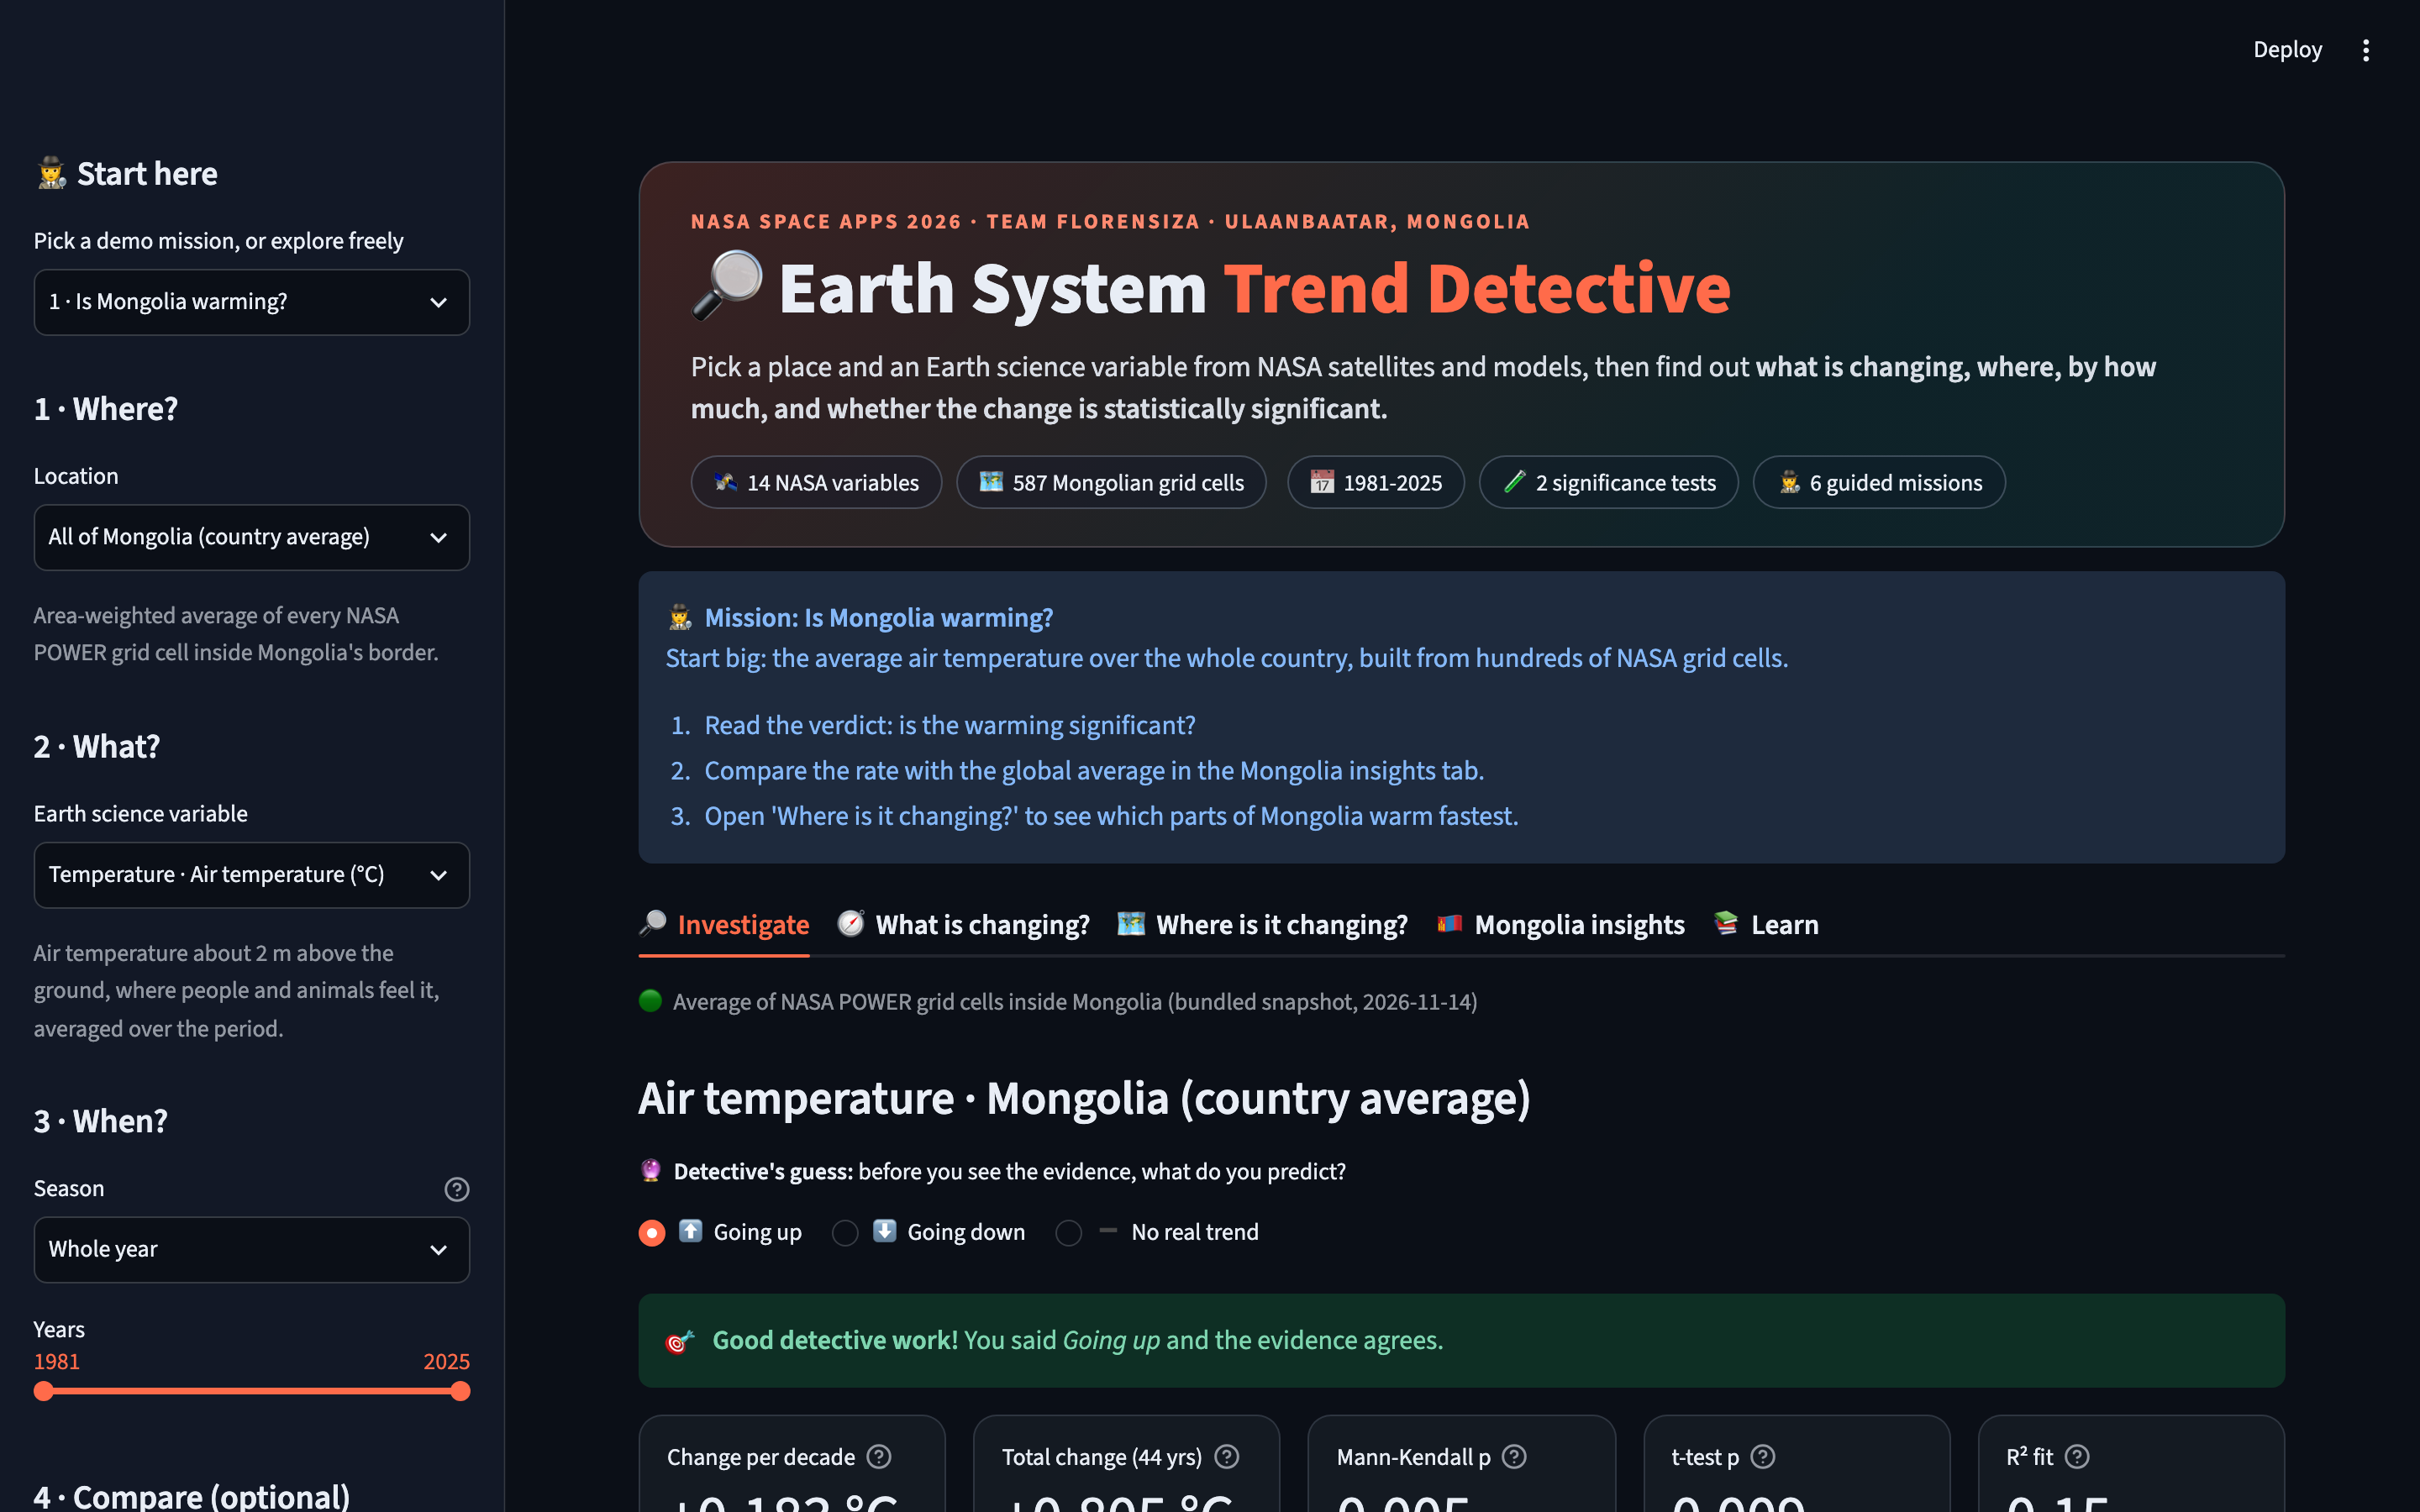 Deploy
Start here
Pick a demo mission, or explore freely
1 · Is Mongolia warming?
1 · Where?
Location
All of Mongolia (country average)
Area-weighted average of every NASA
POWER grid cell inside Mongolia's border.
2 · What?
Earth science variable
Temperature · Air temperature (°C)
Air temperature about 2 m above the
ground, where people and animals feel it,
averaged over the period.
3 · When?
Season
Whole year
Years
1981 2025
4 · Compare (optional)
NASA SPACE APPS 2026 · TEAM FLORENSIZA · ULAANBAATAR, MONGOLIA
Earth System Trend Detective
Pick a place and an Earth science variable from NASA satellites and models, then find out what is changing, where, by how
much, and whether the change is statistically significant.
14 NASA variables 587 Mongolian grid cells 1981-2025 2 significance tests 6 guided missions
Mission: Is Mongolia warming?
Start big: the average air temperature over the whole country, built from hundreds of NASA grid cells.
1. Read the verdict: is the warming significant?
2. Compare the rate with the global average in the Mongolia insights tab.
3. Open 'Where is it changing?' to see which parts of Mongolia warm fastest.
Investigate What is changing? Where is it changing? Mongolia insights Learn
Average of NASA POWER grid cells inside Mongolia (bundled snapshot, 2026-11-14)
Air temperature · Mongolia (country average)
Detective's guess: before you see the evidence, what do you predict?
Going up Going down No real trend
Good detective work! You said Going up and the evidence agrees.
Change per decade Total change (44 yrs) Mann-Kendall p t-test p R² fit